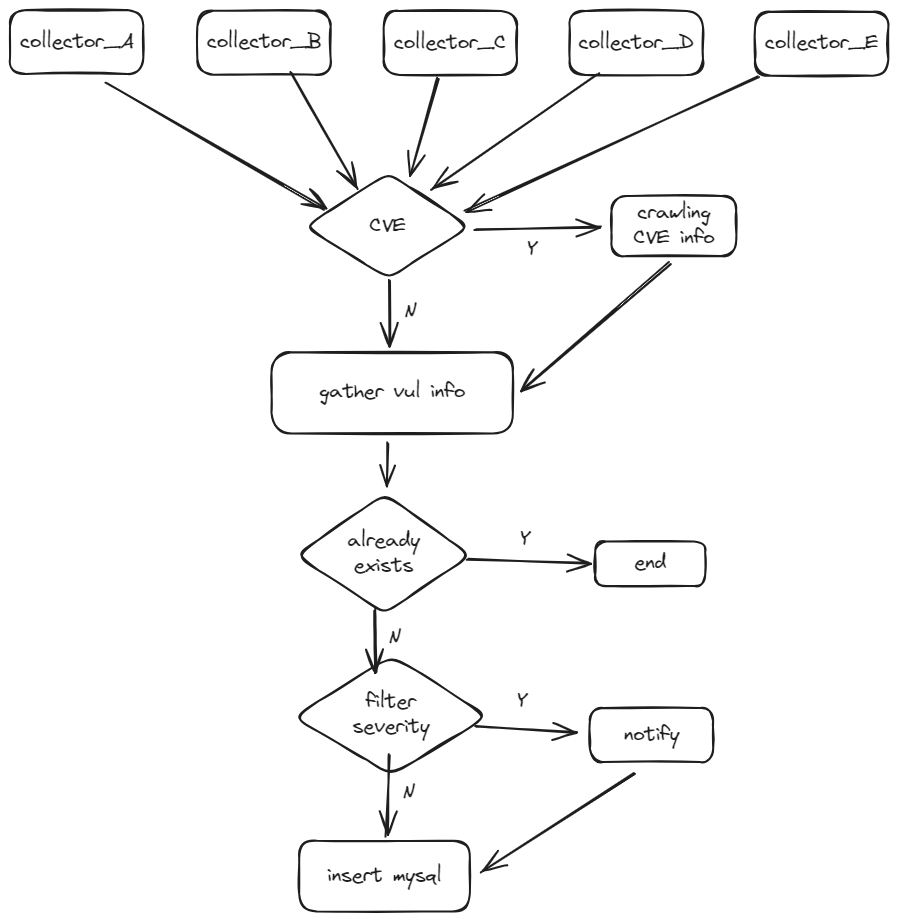 collector_A
collector_B
collector_C
collector_D
collector_E
CVE
Y
crawling
CVE info
N
gather vul info
already
exists
Y
end
N
filter
severity
Y
notify
N
insert mysal